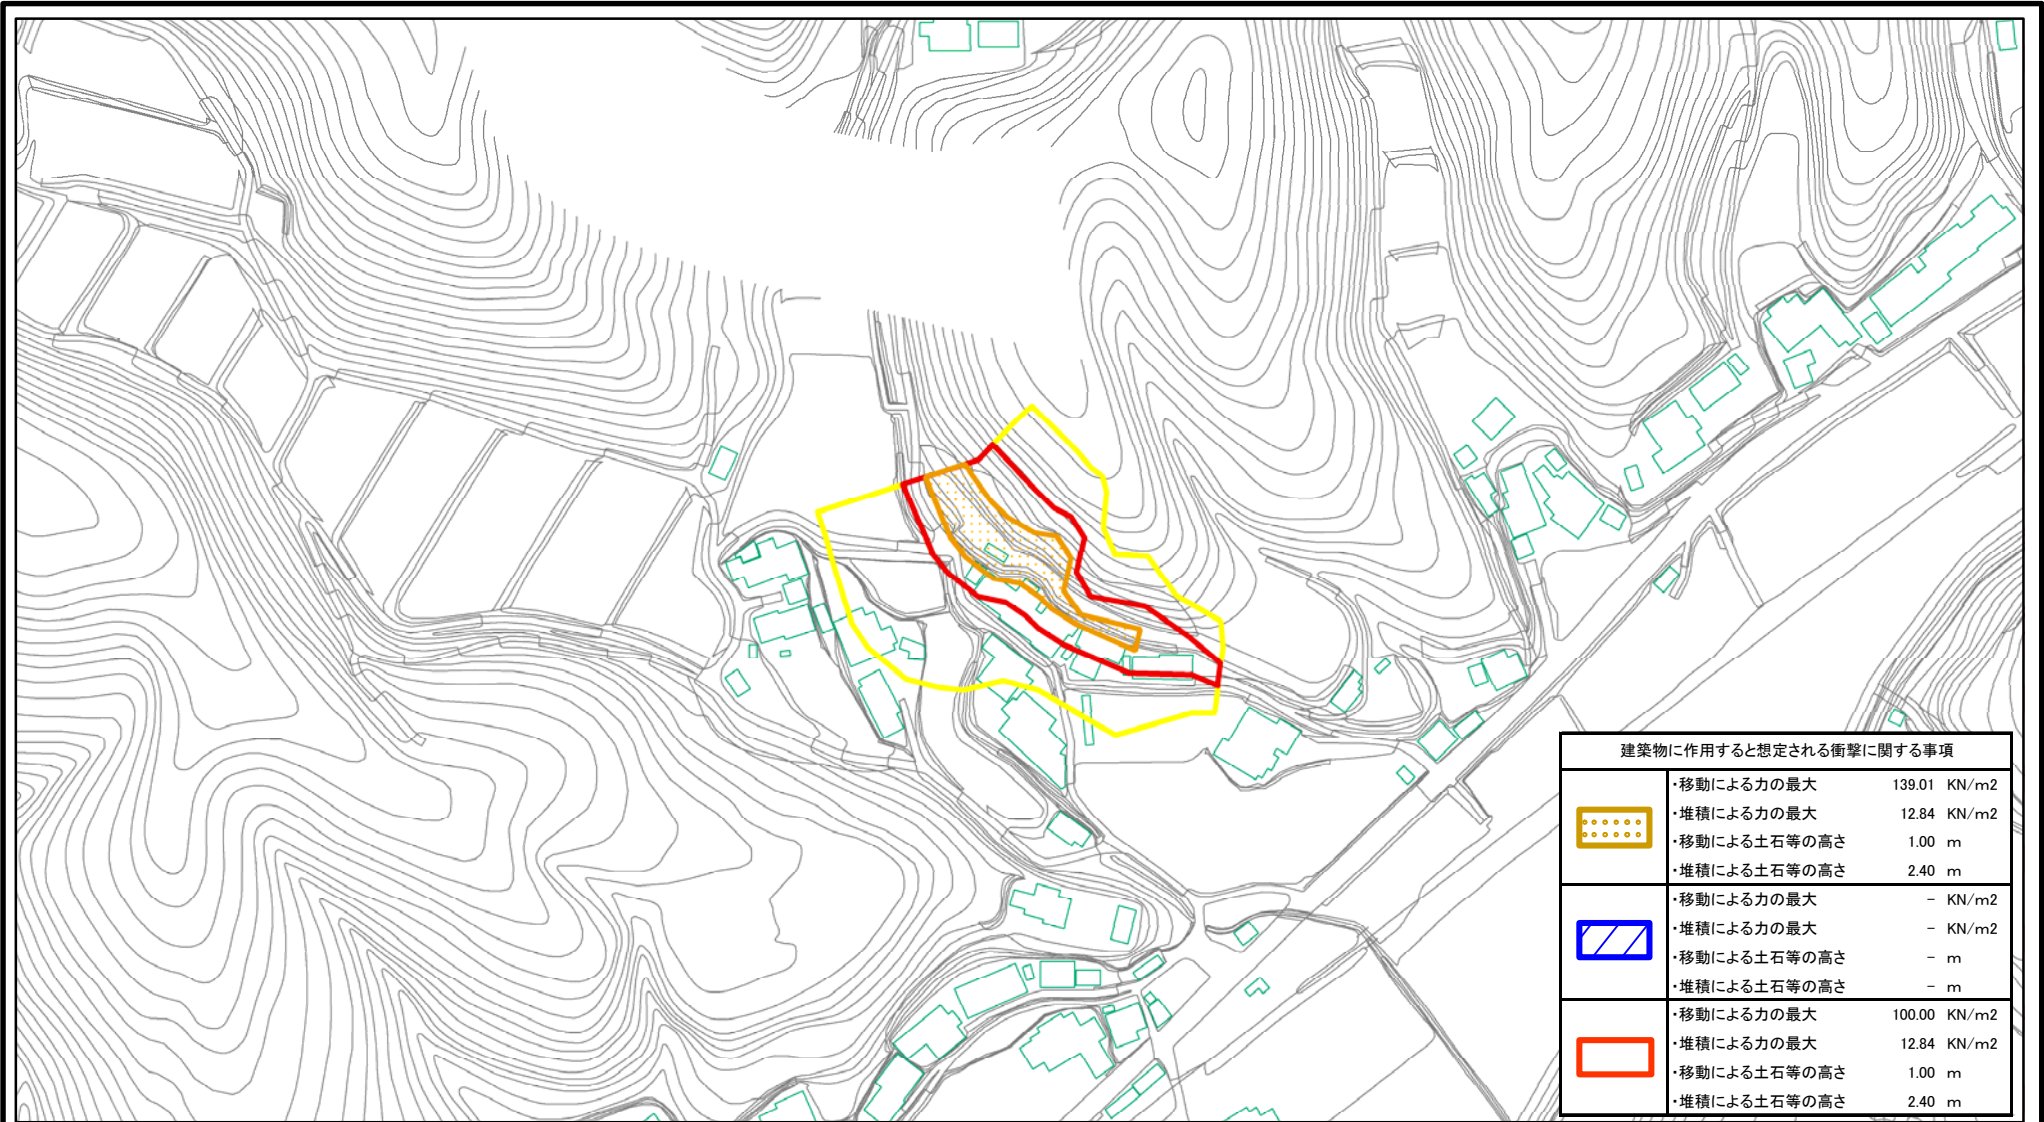 建築物に作用すると想定される衝撃に関する事項
・移動による力の最大 139.01 KN/m2
・堆積による力の最大 12.84 KN/m2
・移動による土石等の高さ 1.00 m
・堆積による土石等の高さ 2.40 m
・移動による力の最大 - KN/m2
・堆積による力の最大 - KN/m2
・移動による土石等の高さ - m
・堆積による土石等の高さ - m
・移動による力の最大 100.00 KN/m2
・堆積による力の最大 12.84 KN/m2
・移動による土石等の高さ 1.00 m
・堆積による土石等の高さ 2.40 m